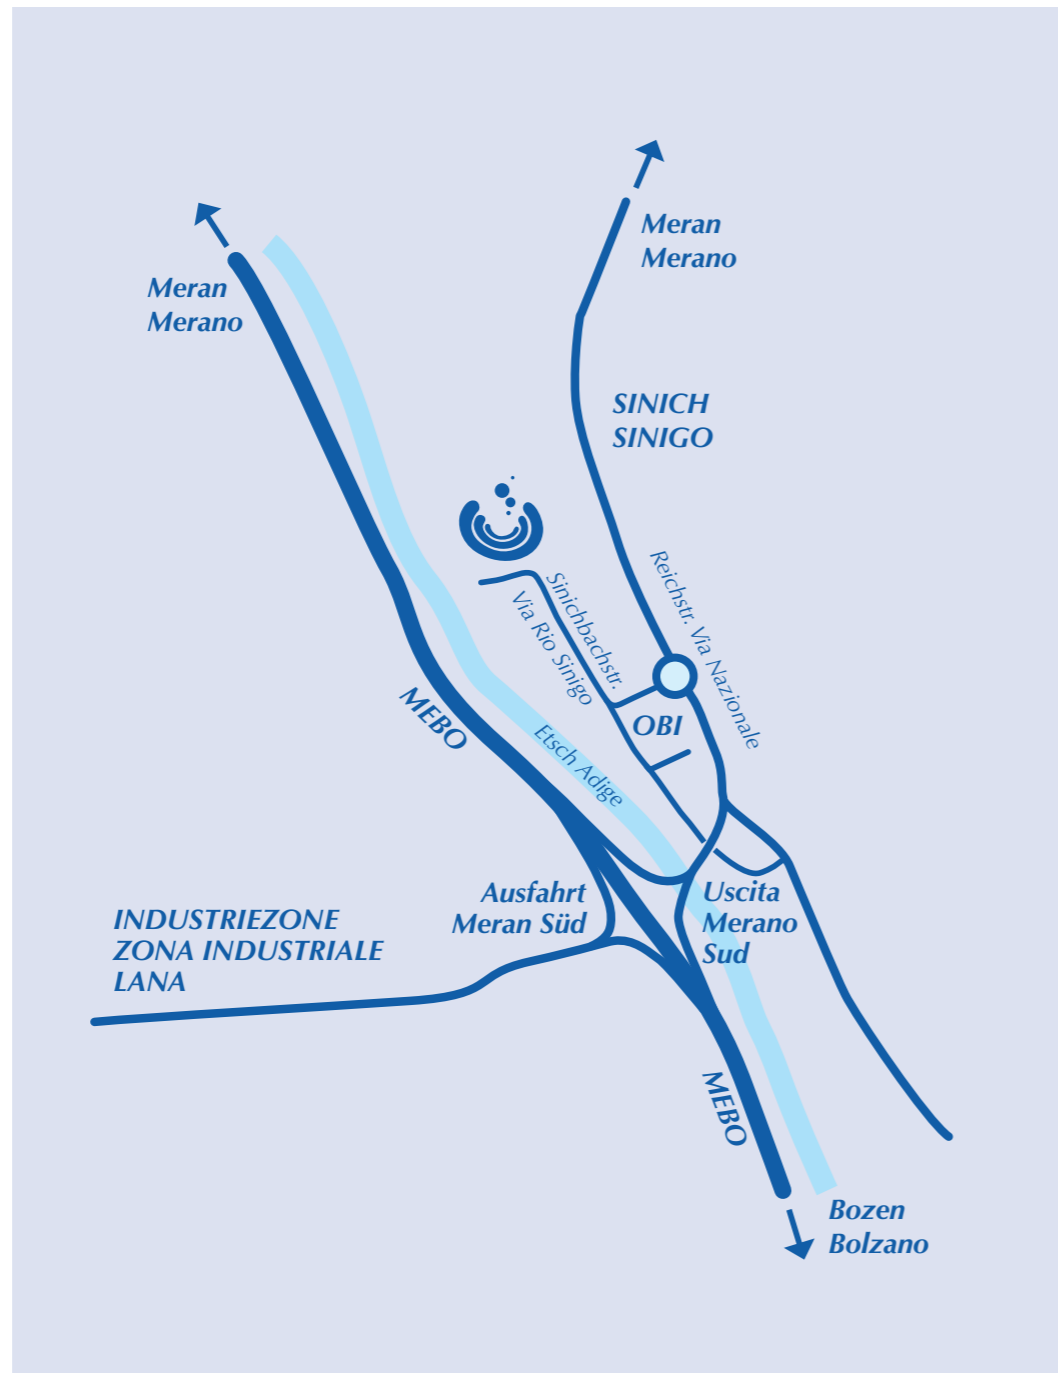 Meran
Merano
Meran
Merano
SINICH
SINIGO
Reichstr. Via Nazionale
Sinichbachstr.
Via Rio Sinigo
OBI
MEBO
Etsch Adige
Ausfahrt
Meran Süd
Uscita
Merano
Sud
INDUSTRIEZONE
ZONA INDUSTRIALE
LANA
MEBO
Bozen
Bolzano